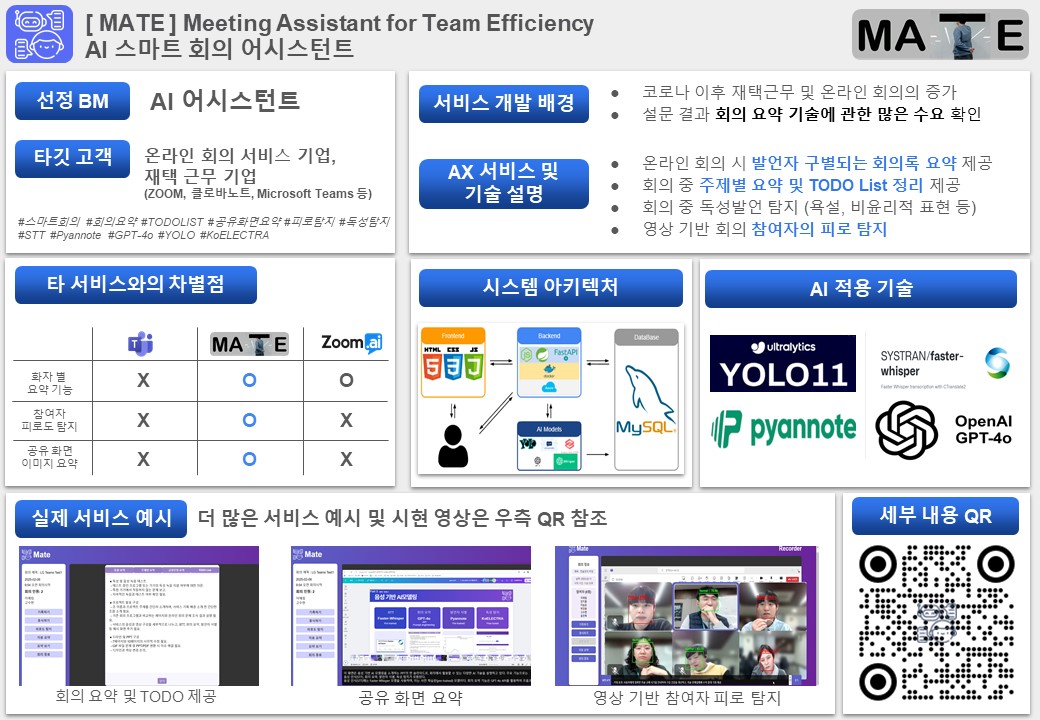 [ MATE ] Meeting Assistant for Team Efficiency
AI 스마트 회의 어시스턴트
MATE
선정 BM
AI 어시스턴트
타깃 고객
온라인 회의 서비스 기업,
재택 근무 기업
(ZOOM, 클로바노트, Microsoft Teams 등)
#스마트회의 #회의요약 #TODOLIST #공유화면요약 #피로탐지 #독성탐지
#STT #Pyannote #GPT-4o #YOLO #KoELECTRA
서비스 개발 배경
● 코로나 이후 재택근무 및 온라인 회의의 증가
● 설문 결과 회의 요약 기술에 관한 많은 수요 확인
AX 서비스 및
기술 설명
● 온라인 회의 시 발언자 구별되는 회의록 요약 제공
● 회의 중 주제별 요약 및 TODO List 정리 제공
● 회의 중 독성발언 탐지 (욕설, 비윤리적 표현 등)
● 영상 기반 회의 참여자의 피로 탐지
타 서비스와의 차별점
MATE Zoom.ai
화자 별
요약 기능
X O O
참여자
피로도 탐지
X O X
공유 화면
이미지 요약
X O X
시스템 아키텍처
Frontend
HTML CSS JS
Backend
FastAPI
docker
AI Models
DataBase
MySQL
AI 적용 기술
ultralytics
YOLO11
SYSTRAN/faster-
whisper
Faster Whisper transcription with CTranslate2
pyannote
OpenAI
GPT-4o
실제 서비스 예시
더 많은 서비스 예시 및 시현 영상은 우측 QR 참조
Mate
회의 요약 및 TODO 제공
Mate
음성 기반 AI모델링
Faster-Whisper
GPT-4o
Pyannote
KoELECTRA
공유 화면 요약
Mate
Recorder
영상 기반 참여자 피로 탐지
세부 내용 QR